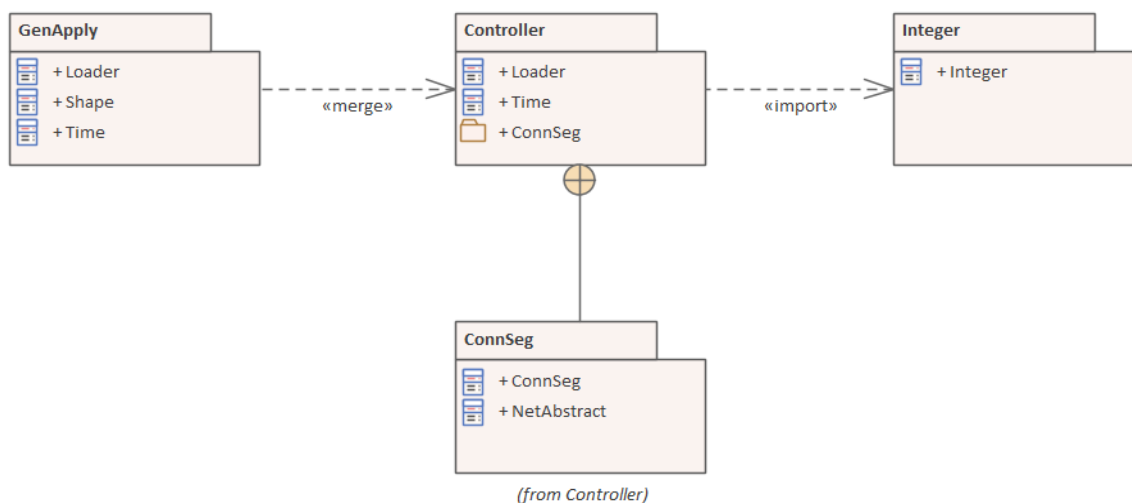 GenApply
+ Loader
+ Shape
+ Time
«merge»
Controller
+ Loader
+ Time
+ ConnSeg
«import»
Integer
+ Integer
ConnSeg
+ ConnSeg
+ NetAbstract
(from Controller)